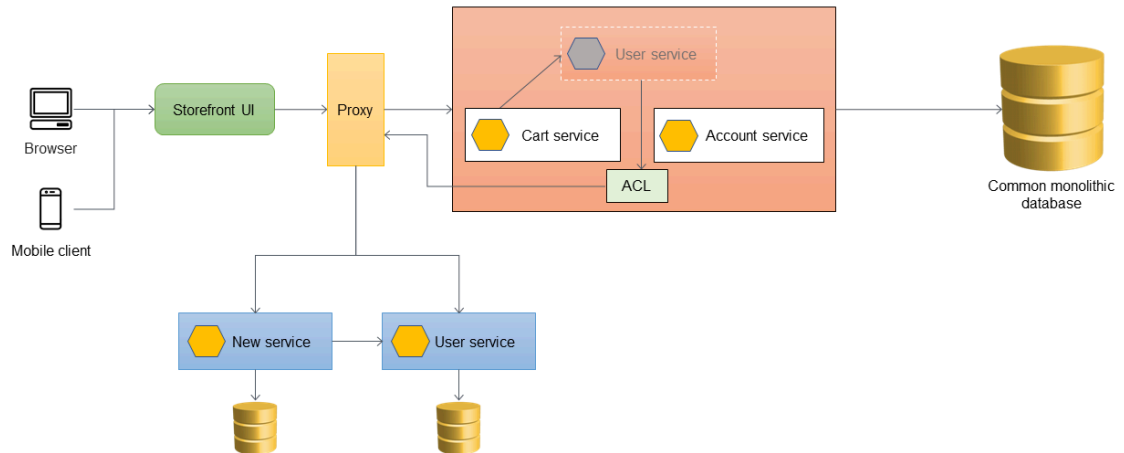 User service
Storefront UI
Proxy
Cart service
Account service
Browser
ACL
Common monolithic
database
Mobile client
New service
User service